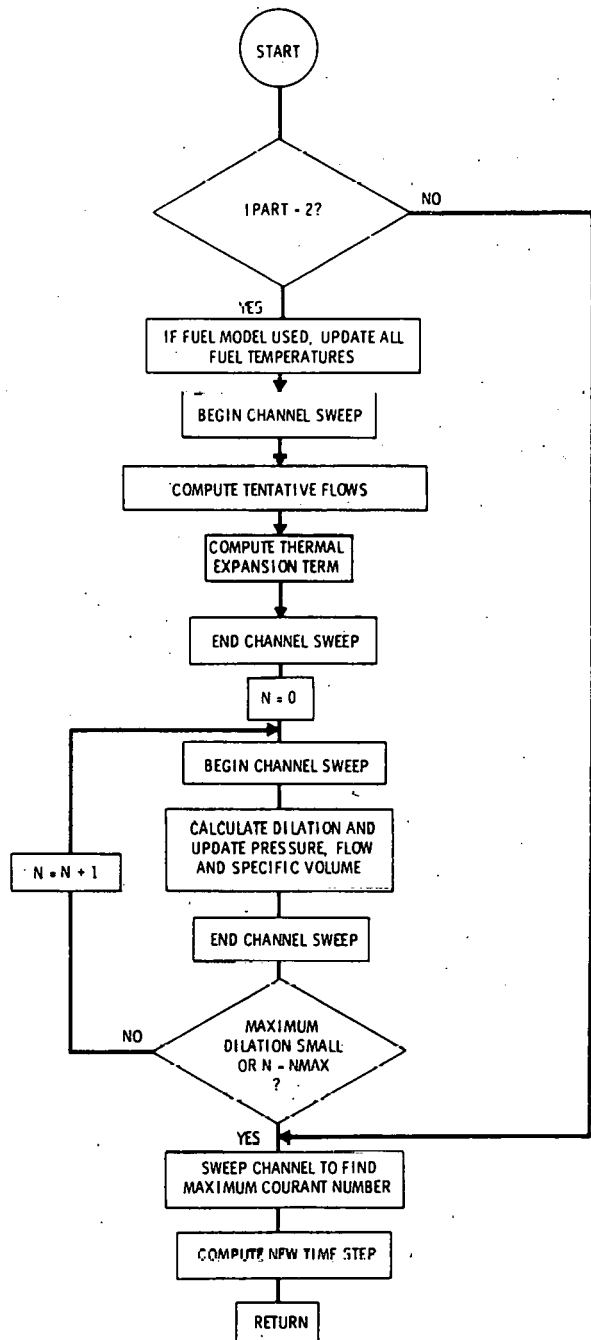 START
IPART - 2?
NO
YES
IF FUEL MODEL USED, UPDATE ALL
FUEL TEMPERATURES
BEGIN CHANNEL SWEEP
COMPUTE TENTATIVE FLOWS
COMPUTE THERMAL
EXPANSION TERM
END CHANNEL SWEEP
N = 0
BEGIN CHANNEL SWEEP
CALCULATE DILATION AND
UPDATE PRESSURE, FLOW
AND SPECIFIC VOLUME
N = N + 1
END CHANNEL SWEEP
NO
MAXIMUM
DILATION SMALL
OR N - NMAX
?
YES
SWEEP CHANNEL TO FIND
MAXIMUM COURANT NUMBER
COMPUTE NEW TIME STEP
RETURN